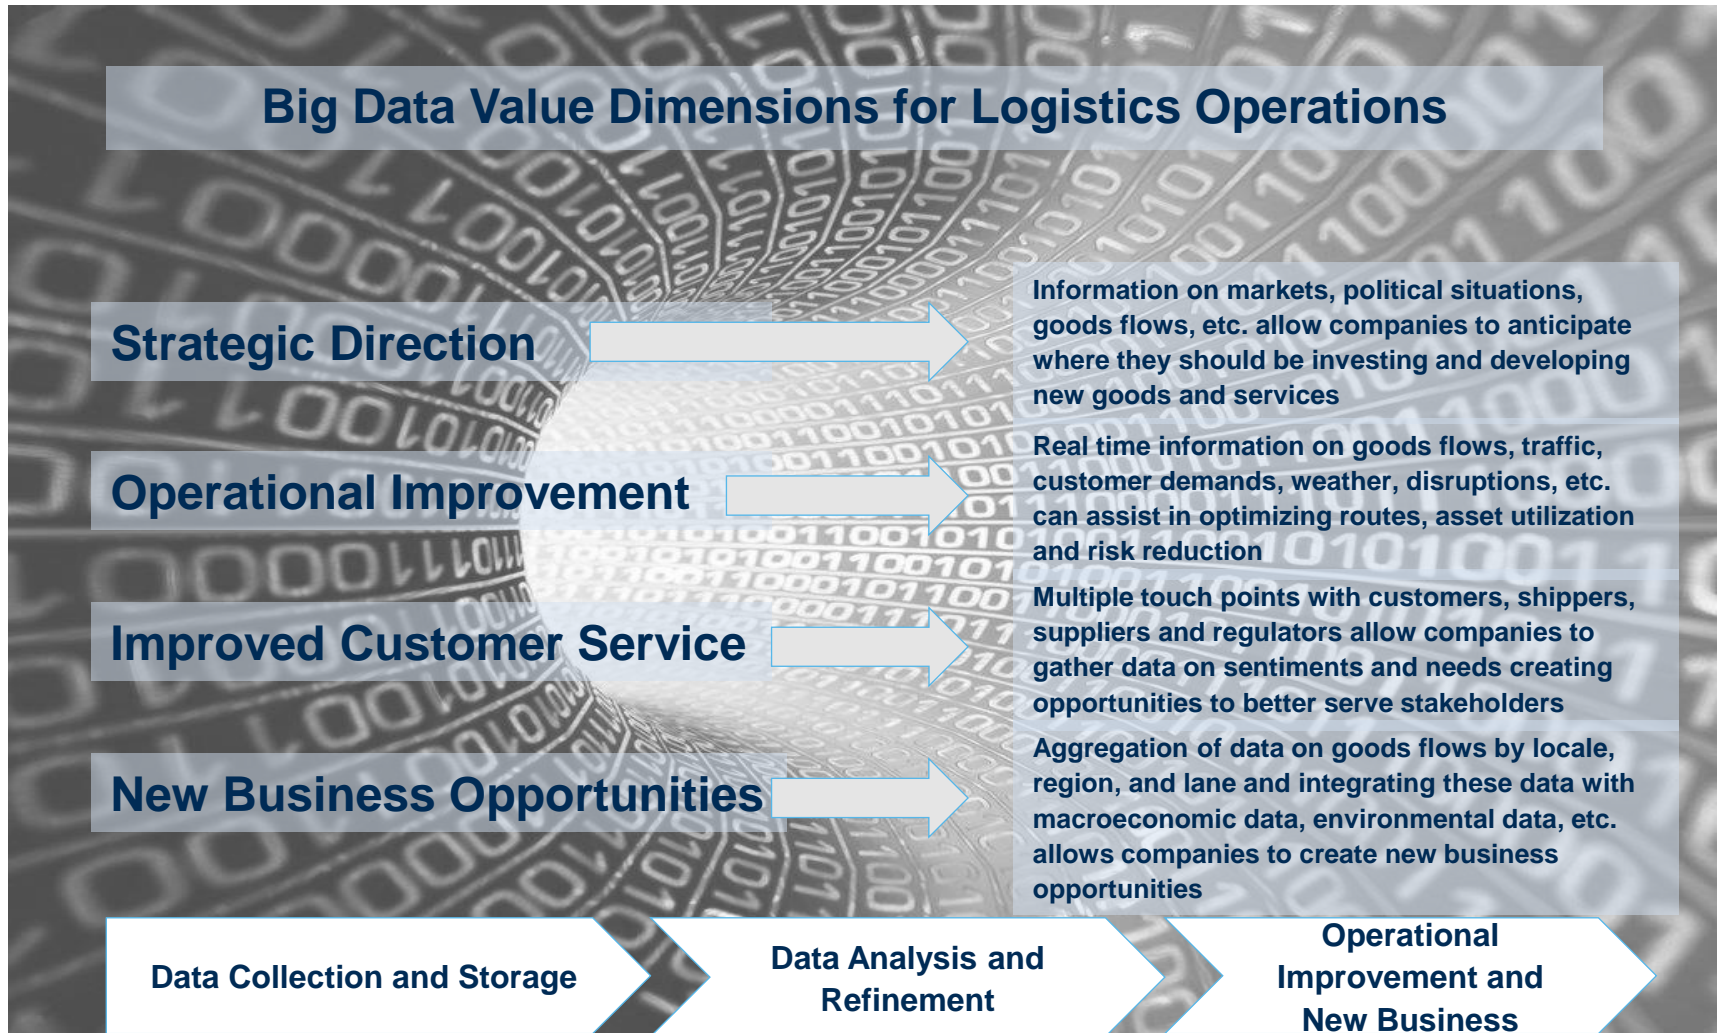 Big Data Value Dimensions for Logistics Operations
Strategic Direction
Information on markets, political situations,
goods flows, etc. allow companies to anticipate
where they should be investing and developing
new goods and services
Operational Improvement
Real time information on goods flows, traffic,
customer demands, weather, disruptions, etc.
can assist in optimizing routes, asset utilization
and risk reduction
Improved Customer Service
Multiple touch points with customers, shippers,
suppliers and regulators allow companies to
gather data on sentiments and needs creating
opportunities to better serve stakeholders
New Business Opportunities
Aggregation of data on goods flows by locale,
region, and lane and integrating these data with
macroeconomic data, environmental data, etc.
allows companies to create new business
opportunities
Data Collection and Storage
Data Analysis and
Refinement
Operational
Improvement and
New Business